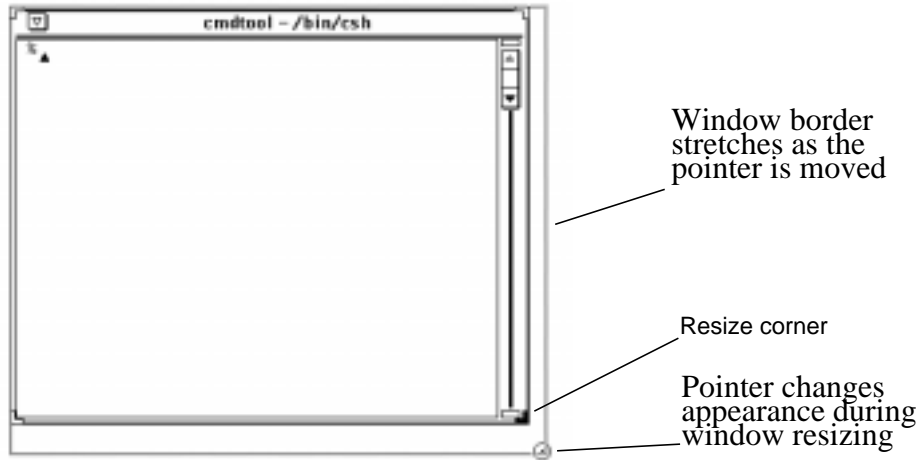 cmdtool – /bin/csh
%
Window border
stretches as the
pointer is moved
Resize corner
Pointer changes
appearance during
window resizing